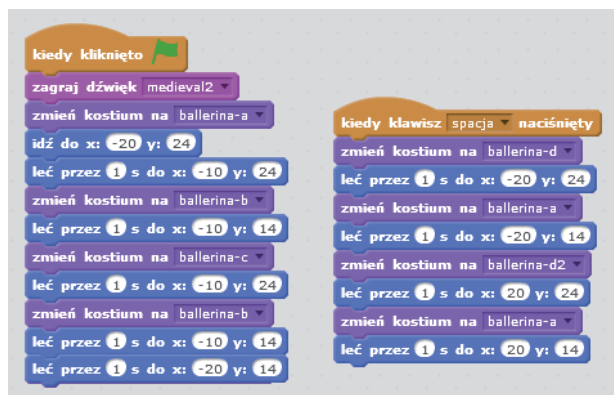 kiedy kliknięto
zagraj dźwięk medieval2
zmień kostium na ballerina-a
idź do x: -20 y: 24
leć przez 1 s do x: -10 y: 24
zmień kostium na ballerina-b
leć przez 1 s do x: -10 y: 14
zmień kostium na ballerina-c
leć przez 1 s do x: -10 y: 24
zmień kostium na ballerina-b
leć przez 1 s do x: -10 y: 14
leć przez 1 s do x: -20 y: 14
kiedy klawisz spacja naciśnięty
zmień kostium na ballerina-d
leć przez 1 s do x: -20 y: 24
zmień kostium na ballerina-a
leć przez 1 s do x: -20 y: 14
zmień kostium na ballerina-d2
leć przez 1 s do x: 20 y: 24
zmień kostium na ballerina-a
leć przez 1 s do x: 20 y: 14